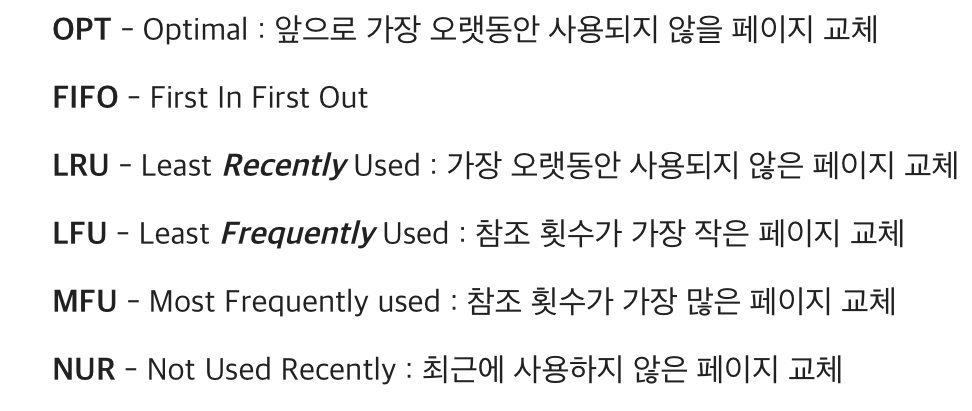 OPT – Optimal : 앞으로 가장 오랫동안 사용되지 않을 페이지 교체
FIFO – First In First Out
LRU – Least Recently Used : 가장 오랫동안 사용되지 않은 페이지 교체
LFU – Least Frequently Used : 참조 횟수가 가장 작은 페이지 교체
MFU – Most Frequently used : 참조 횟수가 가장 많은 페이지 교체
NUR – Not Used Recently : 최근에 사용하지 않은 페이지 교체